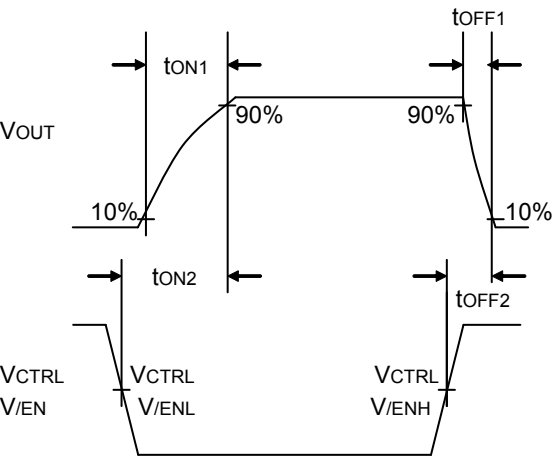 tOFF1
tON1
VOUT
90%
90%
10%
10%
tON2
tOFF2
VCTRL
V/EN
VCTRL
V/ENL
VCTRL
V/ENH